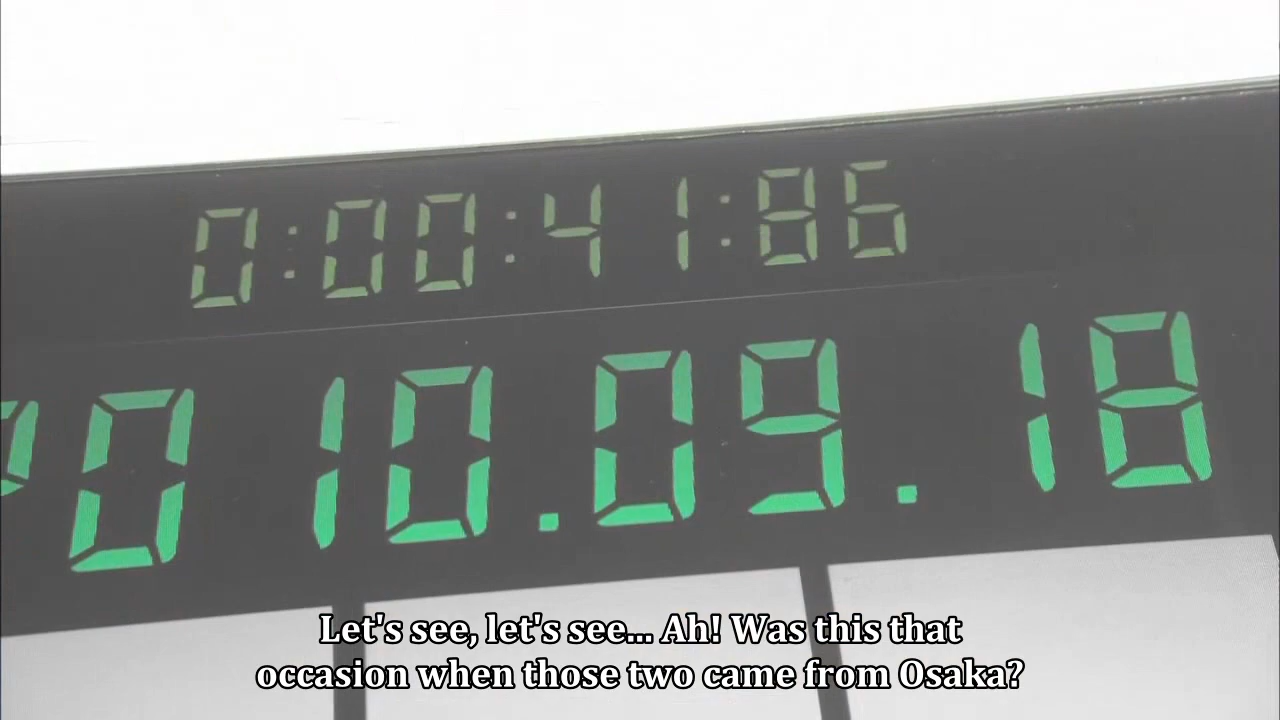 0:00:41:86
010.09.18
Let's see, let's see... Ah! Was this that
occasion when those two came from Osaka?